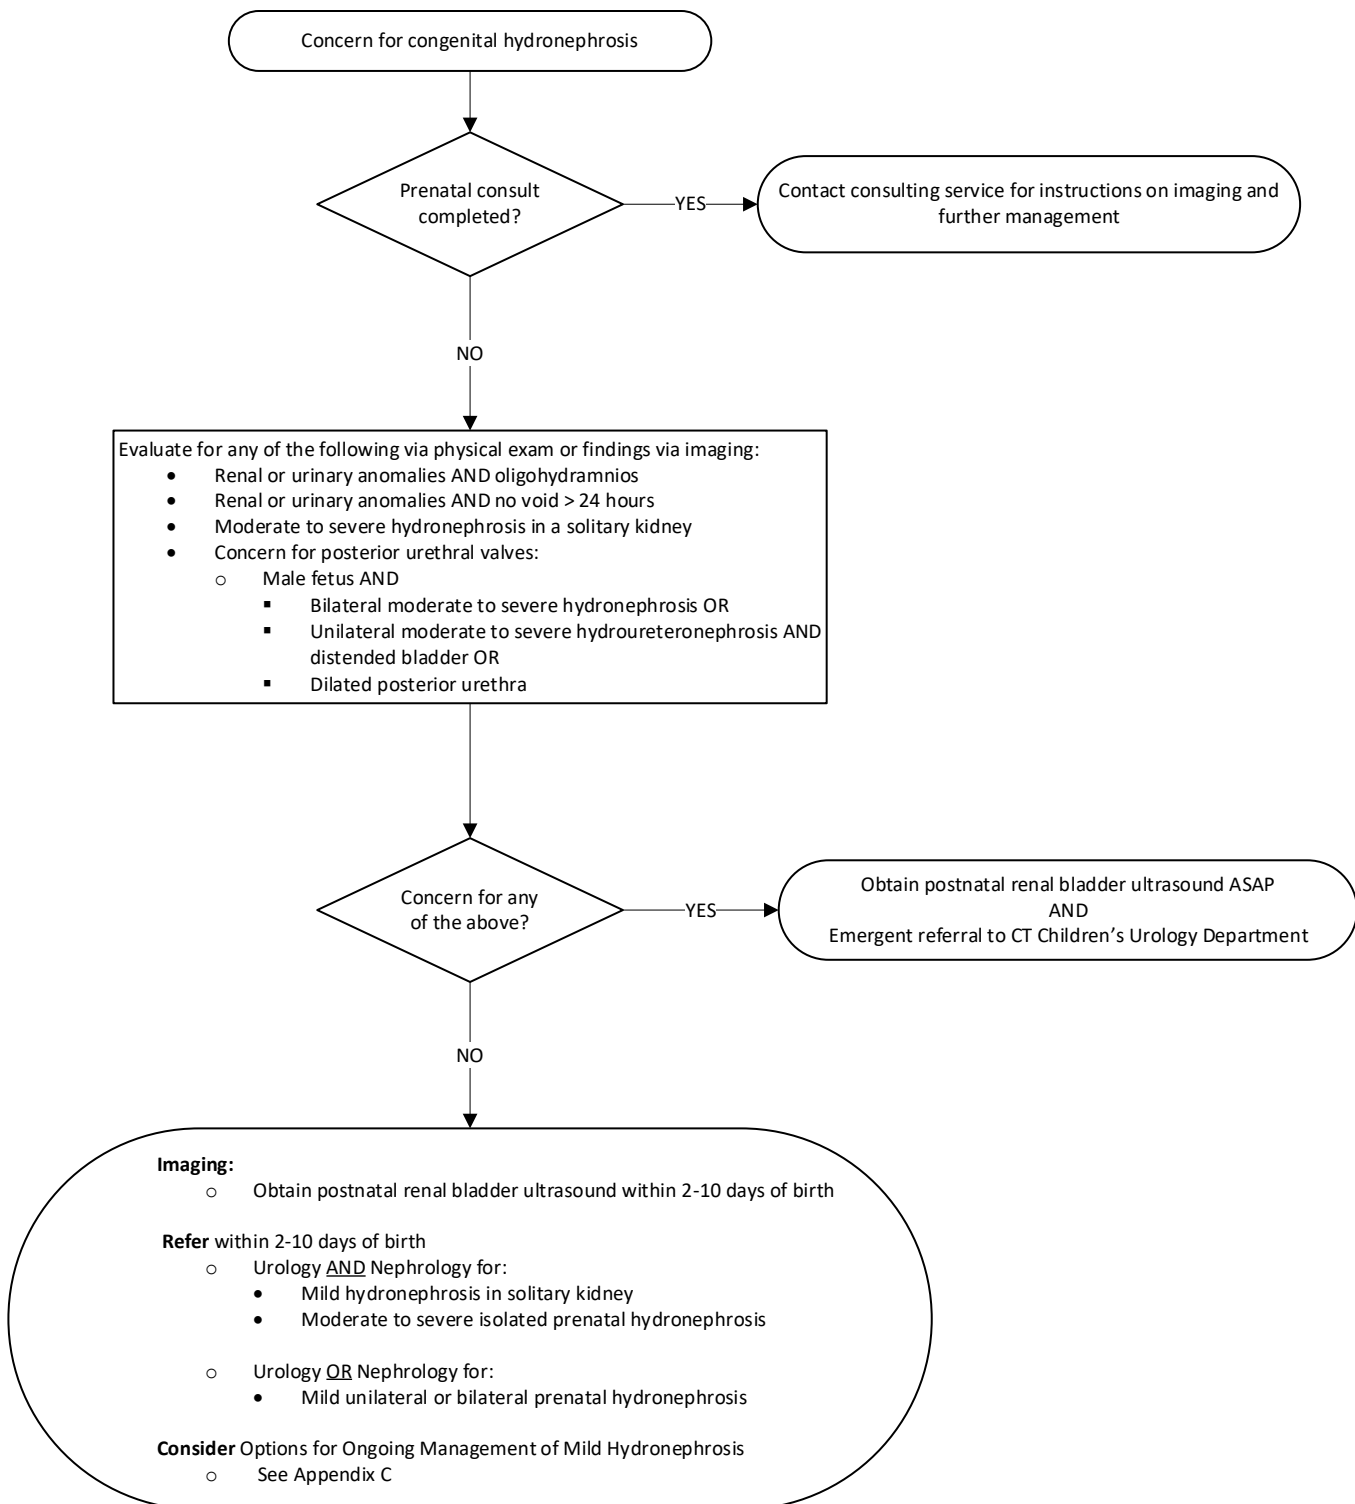 Concern for congenital hydronephrosis
Prenatal consult
completed?
YES
Contact consulting service for instructions on imaging and
further management
NO
Evaluate for any of the following via physical exam or findings via imaging:
• Renal or urinary anomalies AND oligohydramnios
• Renal or urinary anomalies AND no void > 24 hours
• Moderate to severe hydronephrosis in a solitary kidney
• Concern for posterior urethral valves:
o Male fetus AND
▪ Bilateral moderate to severe hydronephrosis OR
▪ Unilateral moderate to severe hydroureteronephrosis AND
distended bladder OR
▪ Dilated posterior urethra
Concern for any
of the above?
YES
Obtain postnatal renal bladder ultrasound ASAP
AND
Emergent referral to CT Children’s Urology Department
NO
Imaging:
o Obtain postnatal renal bladder ultrasound within 2-10 days of birth
Refer within 2-10 days of birth
o Urology AND Nephrology for:
• Mild hydronephrosis in solitary kidney
• Moderate to severe isolated prenatal hydronephrosis
o Urology OR Nephrology for:
• Mild unilateral or bilateral prenatal hydronephrosis
Consider Options for Ongoing Management of Mild Hydronephrosis
o See Appendix C